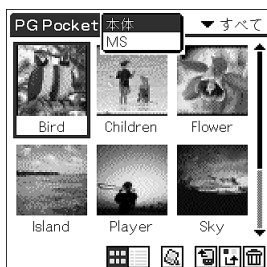 PG Pocket 本体 ▼すべて
MS
Bird Children Flower
Island Player Sky